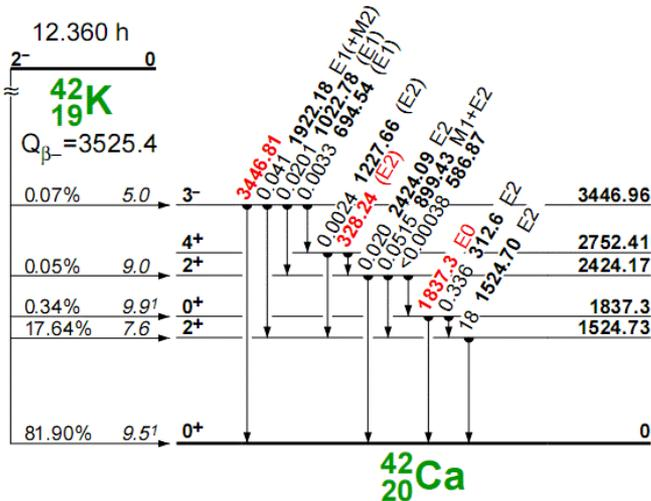 12.360 h
2⁻ 0
⁴²₁₉K
Qβ₋=3525.4
3446.81
0.041 1922.18 E1(+M2)
0.0201 1022.78 (E1)
0.0033 694.54 (E1)
0.0024 1227.66 (E2)
328.24 (E2)
0.020 2424.09 E2
0.0515 899.43 M1+E2
<0.00038 586.87
1837.3 E0
0.336 312.6 E2
18 1524.70 E2
0.07% 5.0 3⁻ 3446.96
4⁺ 2752.41
0.05% 9.0 2⁺ 2424.17
0.34% 9.9¹ 0⁺ 1837.3
17.64% 7.6 2⁺ 1524.73
81.90% 9.5¹ 0⁺ 0
⁴²₂₀Ca